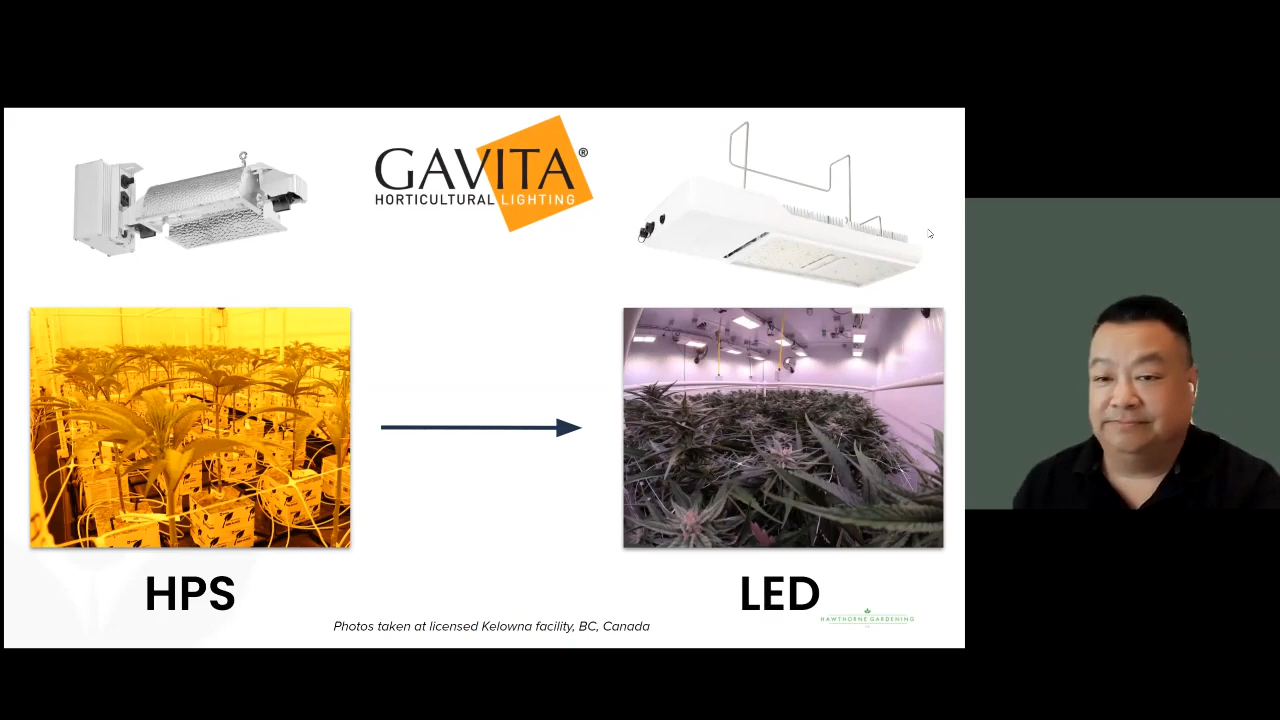 GAVITA®
HORTICULTURAL LIGHTING
HPS
LED
HAWTHORNE GARDENING
Photos taken at licensed Kelowna facility, BC, Canada